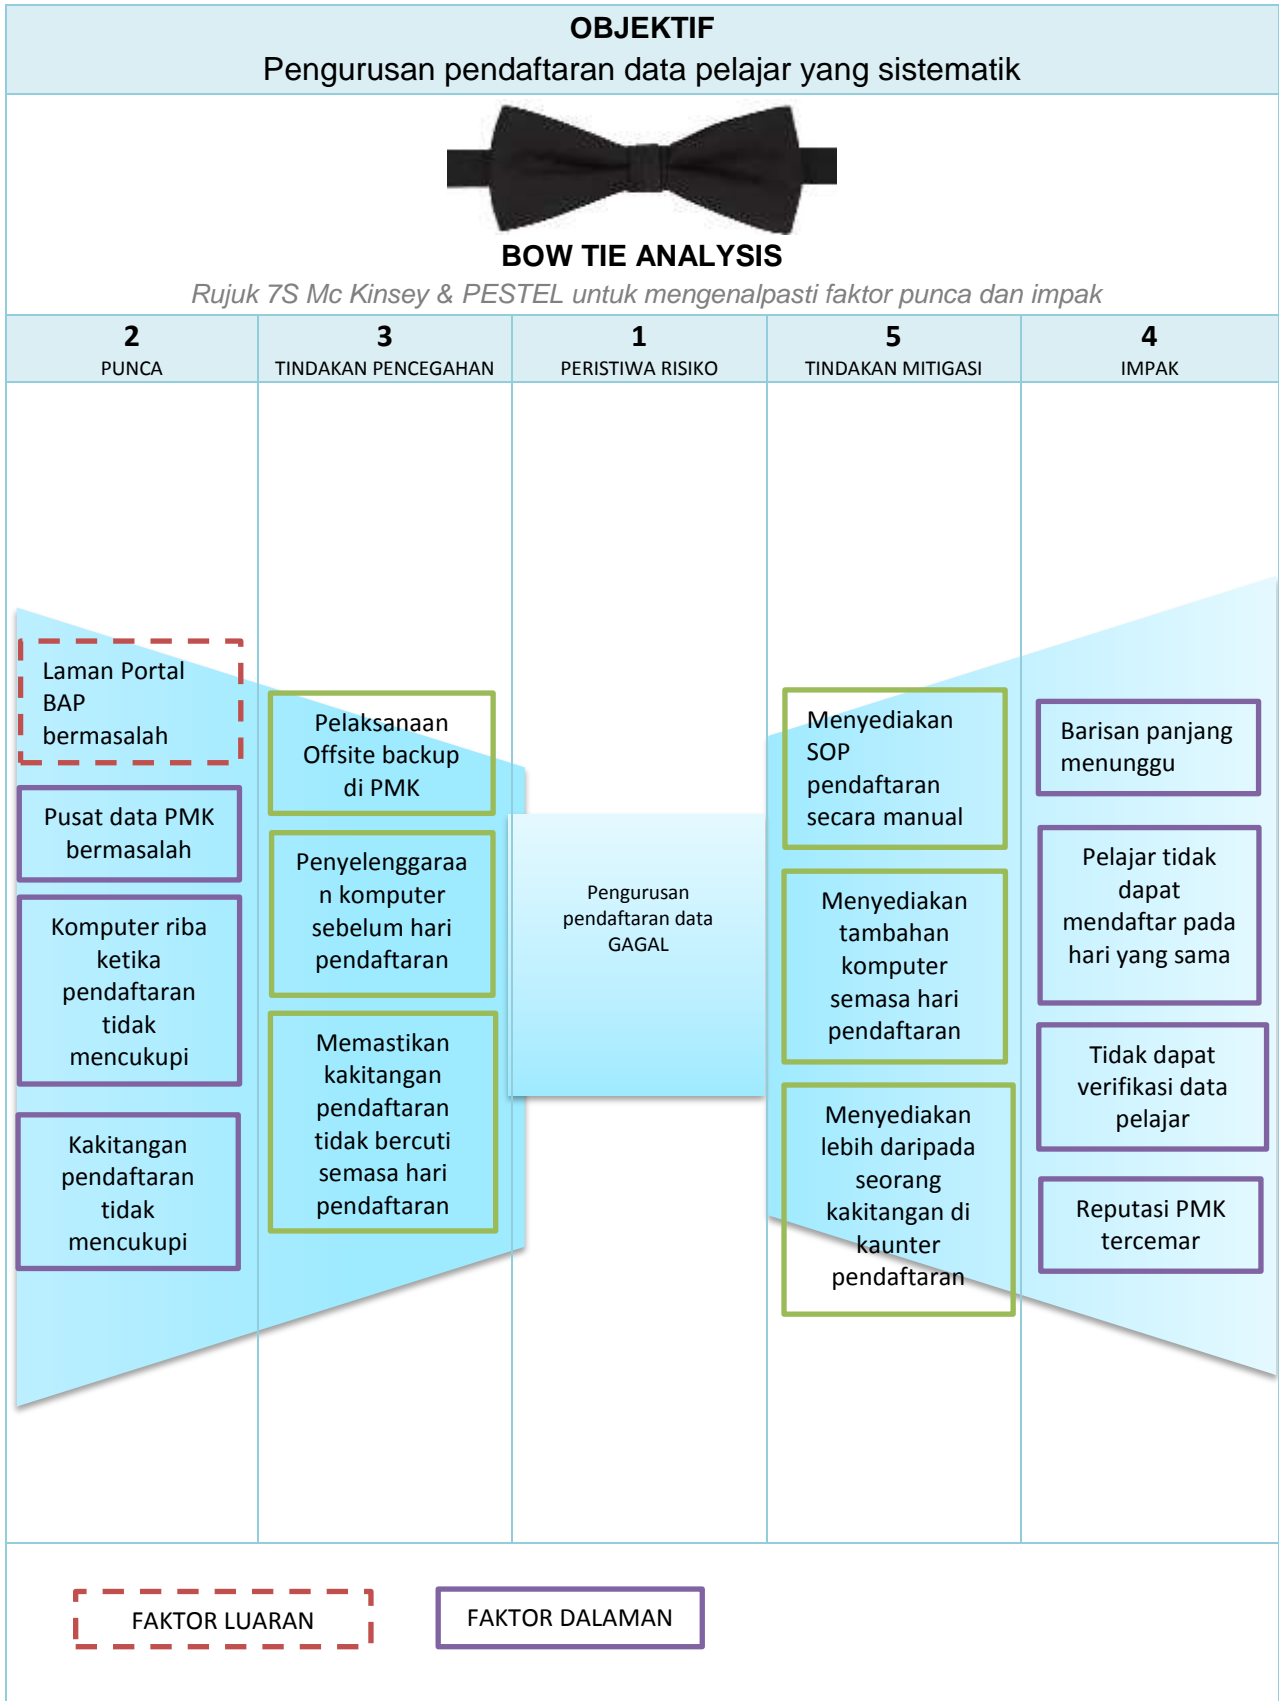 OBJEKTIF
Pengurusan pendaftaran data pelajar yang sistematik
BOW TIE ANALYSIS
Rujuk 7S Mc Kinsey & PESTEL untuk mengenalpasti faktor punca dan impak
2
PUNCA
3
TINDAKAN PENCEGAHAN
1
PERISTIWA RISIKO
5
TINDAKAN MITIGASI
4
IMPAK
Laman Portal
BAP
bermasalah
Pusat data PMK
bermasalah
Komputer riba
ketika
pendaftaran
tidak
mencukupi
Kakitangan
pendaftaran
tidak
mencukupi
Pelaksanaan
Offsite backup
di PMK
Penyelenggaraa
n komputer
sebelum hari
pendaftaran
Memastikan
kakitangan
pendaftaran
tidak bercuti
semasa hari
pendaftaran
Pengurusan
pendaftaran data
GAGAL
Menyediakan
SOP
pendaftaran
secara manual
Menyediakan
tambahan
komputer
semasa hari
pendaftaran
Menyediakan
lebih daripada
seorang
kakitangan di
kaunter
pendaftaran
Barisan panjang
menunggu
Pelajar tidak
dapat
mendaftar pada
hari yang sama
Tidak dapat
verifikasi data
pelajar
Reputasi PMK
tercemar
FAKTOR LUARAN
FAKTOR DALAMAN